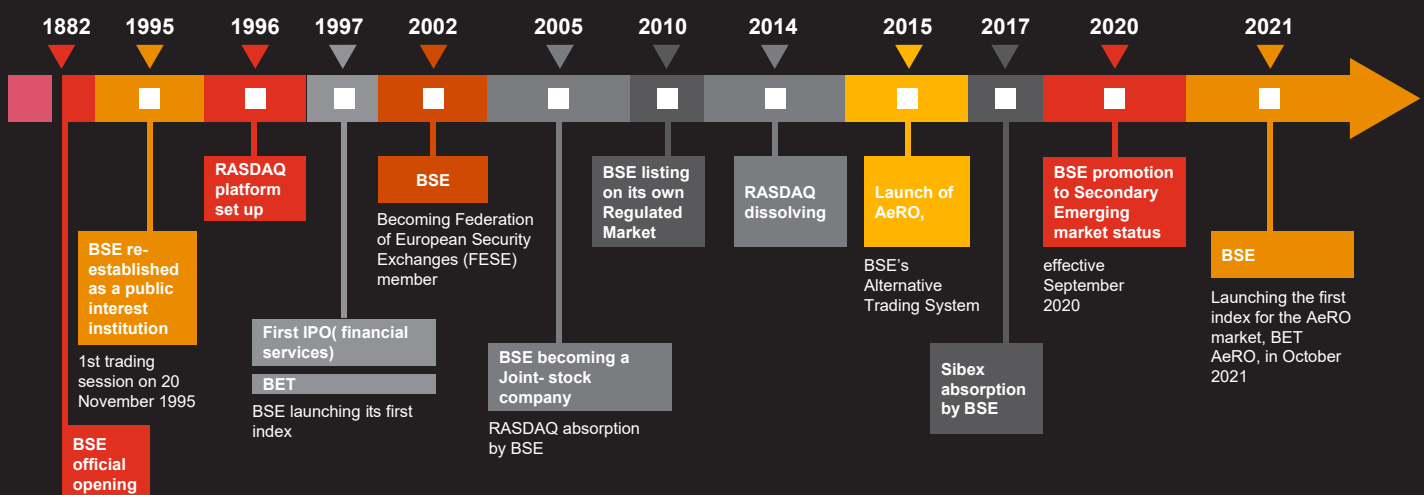 1882 1995 1996 1997 2002 2005 2010 2014 2015 2017 2020 2021
BSE
official
opening
BSE re-
established
as a public
interest
institution
1st trading
session on 20
November 1995
RASDAQ
platform
set up
First IPO( financial
services)
BET
BSE launching its first
index
BSE
Becoming Federation
of European Security
Exchanges (FESE)
member
BSE becoming a
Joint- stock
company
RASDAQ absorption
by BSE
BSE listing
on its own
Regulated
Market
RASDAQ
dissolving
Launch of
AeRO,
BSE's
Alternative
Trading System
Sibex
absorption
by BSE
BSE promotion
to Secondary
Emerging
market status
effective
September
2020
BSE
Launching the first
index for the AeRO
market, BET
AeRO, in October
2021